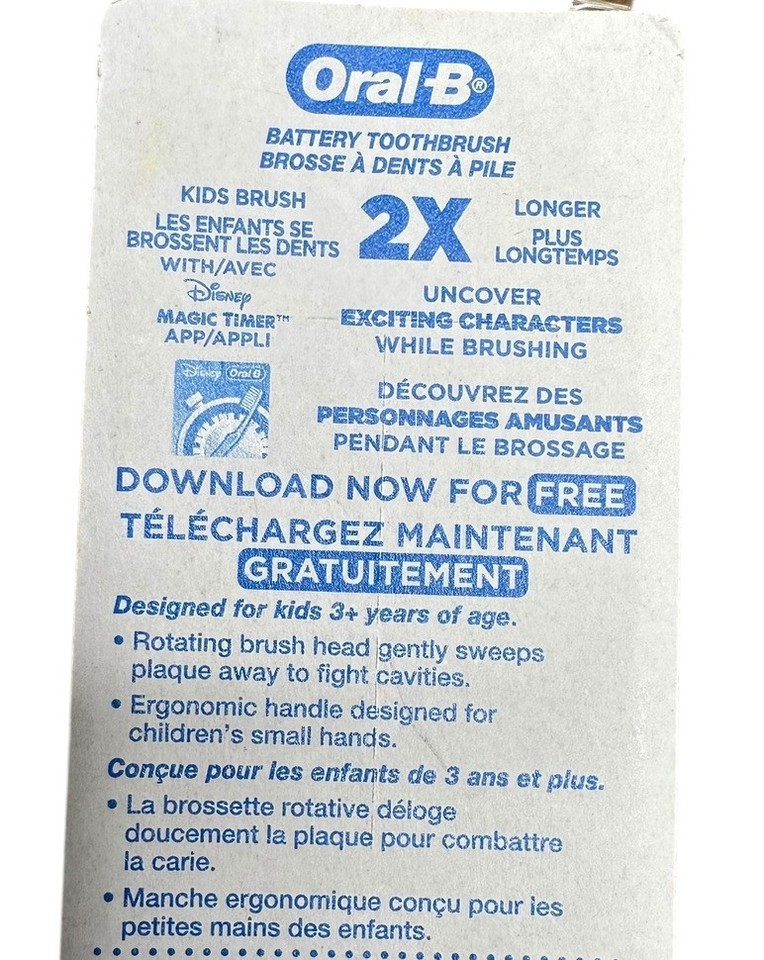 Oral-B®
BATTERY TOOTHBRUSH
BROSSE À DENTS À PILE
KIDS BRUSH
LES ENFANTS SE
BROSSENT LES DENTS
2X
LONGER
PLUS
LONGTEMPS
WITH/AVEC
Disney
MAGIC TIMER™
APP/APPLI
Disney Oral B
UNCOVER
EXCITING CHARACTERS
WHILE BRUSHING
DÉCOUVREZ DES
PERSONNAGES AMUSANTS
PENDANT LE BROSSAGE
DOWNLOAD NOW FOR FREE
TÉLÉCHARGEZ MAINTENANT
GRATUITEMENT
Designed for kids 3+ years of age.
• Rotating brush head gently sweeps
plaque away to fight cavities.
• Ergonomic handle designed for
children's small hands.
Conçue pour les enfants de 3 ans et plus.
• La brossette rotative déloge
doucement la plaque pour combattre
la carie.
• Manche ergonomique conçu pour les
petites mains des enfants.